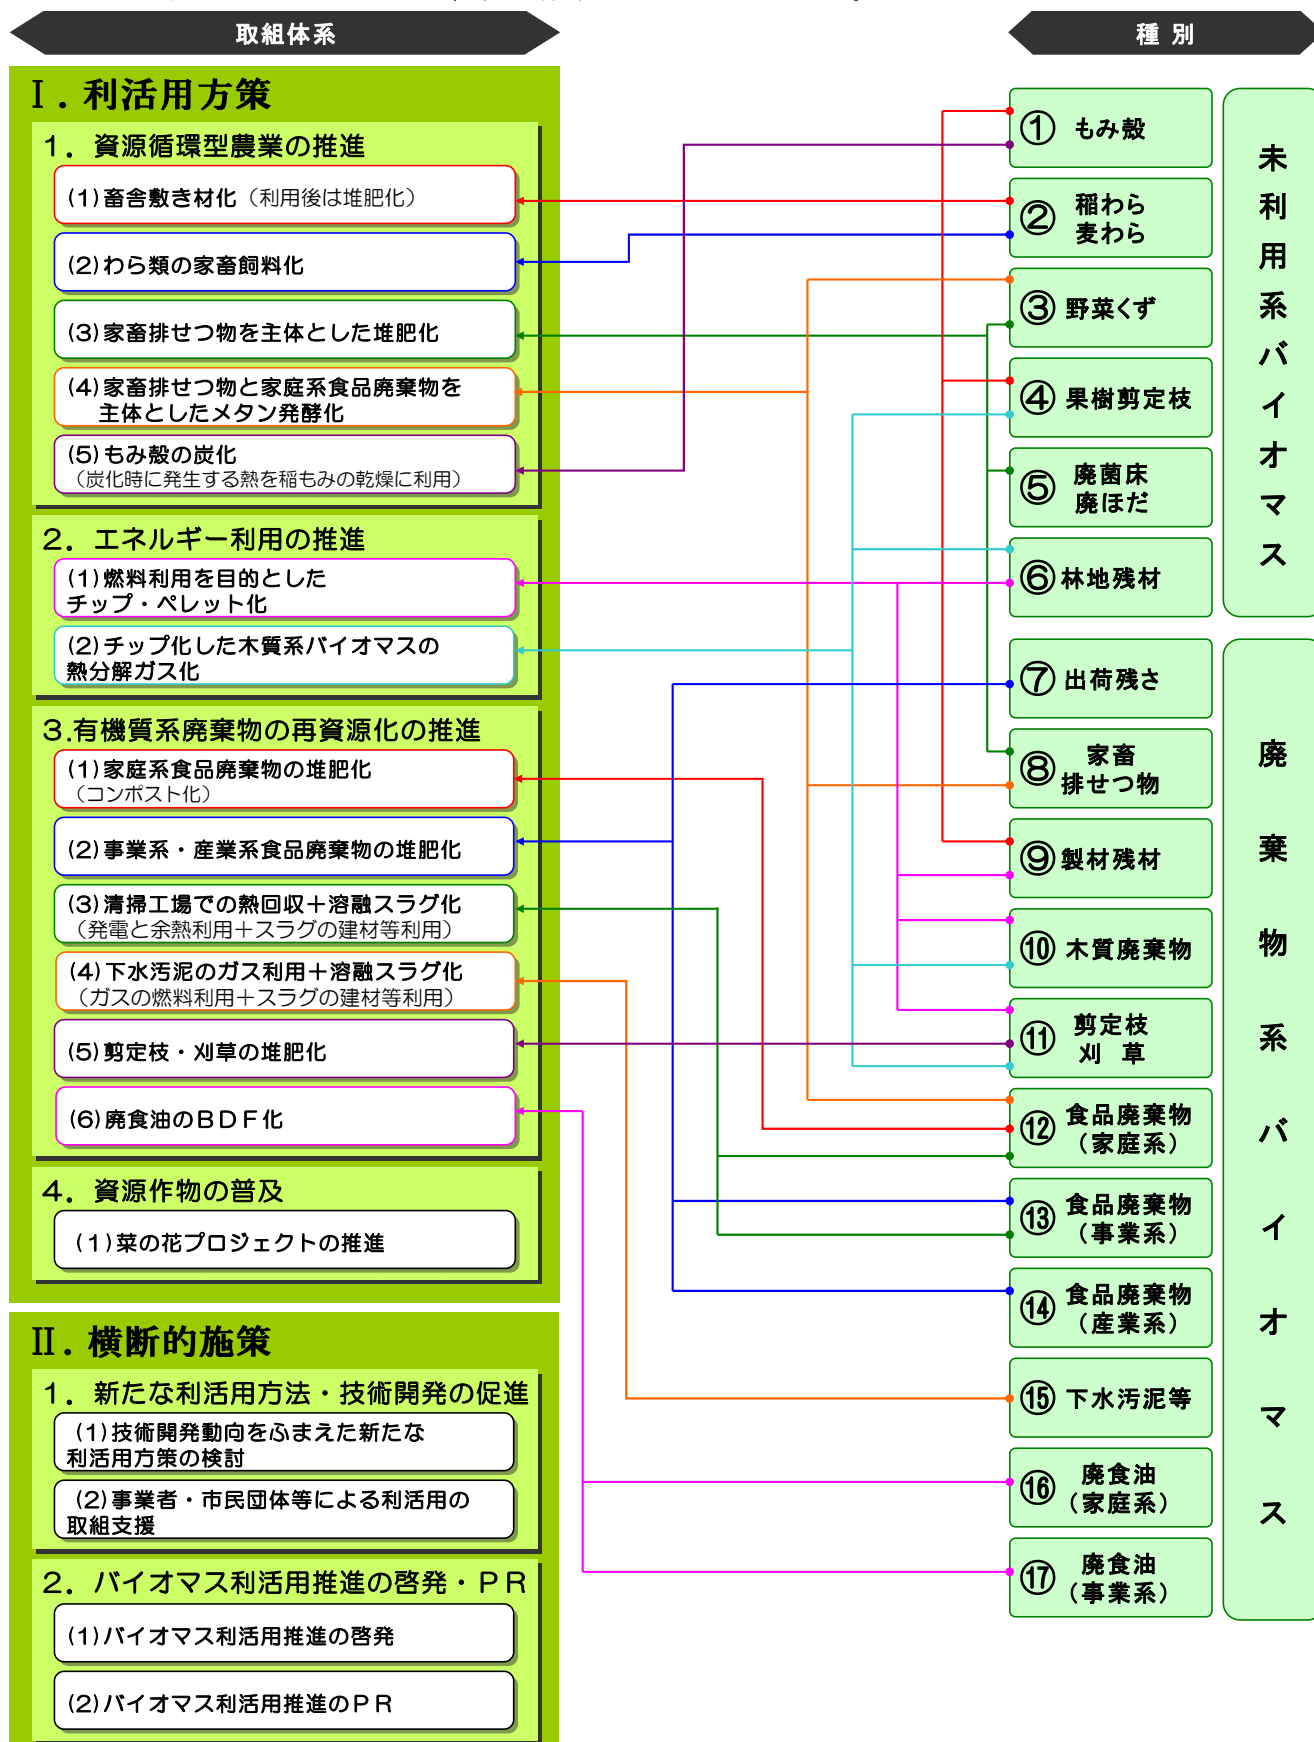 取組体系
Ⅰ．利活用方策
１．資源循環型農業の推進
(1)畜舎敷き材化（利用後は堆肥化）
(2)わら類の家畜飼料化
(3)家畜排せつ物を主体とした堆肥化
(4)家畜排せつ物と家庭系食品廃棄物を
主体としたメタン発酵化
(5)もみ殻の炭化
（炭化時に発生する熱を稲もみの乾燥に利用）
２．エネルギー利用の推進
(1)燃料利用を目的とした
チップ・ペレット化
(2)チップ化した木質系バイオマスの
熱分解ガス化
３.有機質系廃棄物の再資源化の推進
(1)家庭系食品廃棄物の堆肥化
（コンポスト化）
(2)事業系・産業系食品廃棄物の堆肥化
(3)清掃工場での熱回収＋溶融スラグ化
（発電と余熱利用＋スラグの建材等利用）
(4)下水汚泥のガス利用＋溶融スラグ化
（ガスの燃料利用＋スラグの建材等利用）
(5)剪定枝・刈草の堆肥化
(6)廃食油のＢＤＦ化
４．資源作物の普及
(1)菜の花プロジェクトの推進
Ⅱ．横断的施策
１．新たな利活用方法・技術開発の促進
(1)技術開発動向をふまえた新たな
利活用方策の検討
(2)事業者・市民団体等による利活用の
取組支援
２．バイオマス利活用推進の啓発・ＰＲ
(1)バイオマス利活用推進の啓発
(2)バイオマス利活用推進のＰＲ
種 別
① もみ殻
② 稲わら
麦わら
③ 野菜くず
④ 果樹剪定枝
⑤ 廃菌床
廃ほだ
⑥ 林地残材
⑦ 出荷残さ
⑧ 家畜
排せつ物
⑨ 製材残材
⑩ 木質廃棄物
⑪ 剪定枝
刈 草
⑫ 食品廃棄物
（家庭系）
⑬ 食品廃棄物
（事業系）
⑭ 食品廃棄物
（産業系）
⑮ 下水汚泥等
⑯ 廃食油
（家庭系）
⑰ 廃食油
（事業系）
未利用系バイオマス
廃棄物系バイオマス